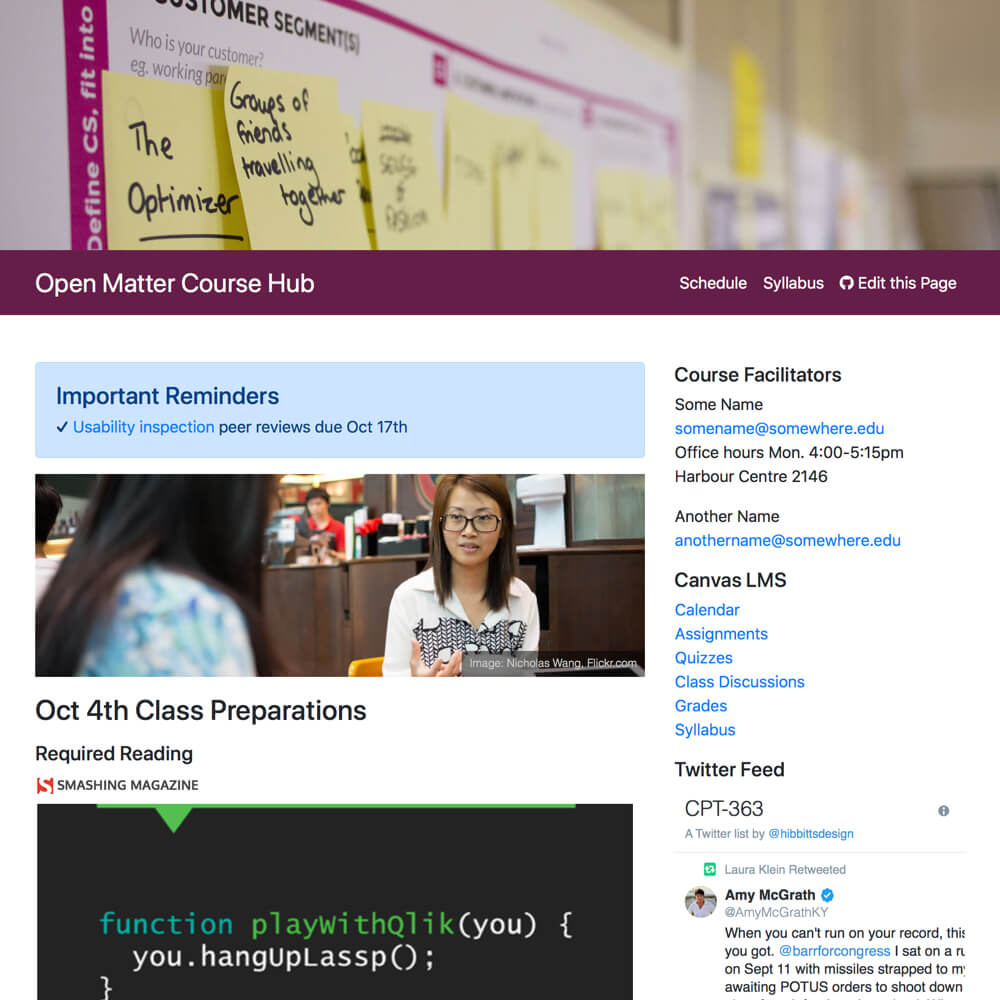 CUSTOMER SEGMENT(S)
Who is your customer?
eg. working
Define CS, fit into
The
Optimizer
Groups of
friends
travelling
together
Open Matter Course Hub
Schedule Syllabus Edit this Page
Important Reminders
✓ Usability inspection peer reviews due Oct 17th
Image: Nicholas Wang, Flickr.com
Oct 4th Class Preparations
Required Reading
SMASHING MAGAZINE
function playWithQlik(you) {
you.hangUpLassp();
}
Course Facilitators
Some Name
somename@somewhere.edu
Office hours Mon. 4:00-5:15pm
Harbour Centre 2146
Another Name
anothername@somewhere.edu
Canvas LMS
Calendar
Assignments
Quizzes
Class Discussions
Grades
Syllabus
Twitter Feed
CPT-363
A Twitter list by @hibbittsdesign
Laura Klein Retweeted
Amy McGrath
@AmyMcGrathKY
When you can't run on your record, this
you got. @barrforcongress I sat on a ru
on Sept 11 with missiles strapped to my
awaiting POTUS orders to shoot down